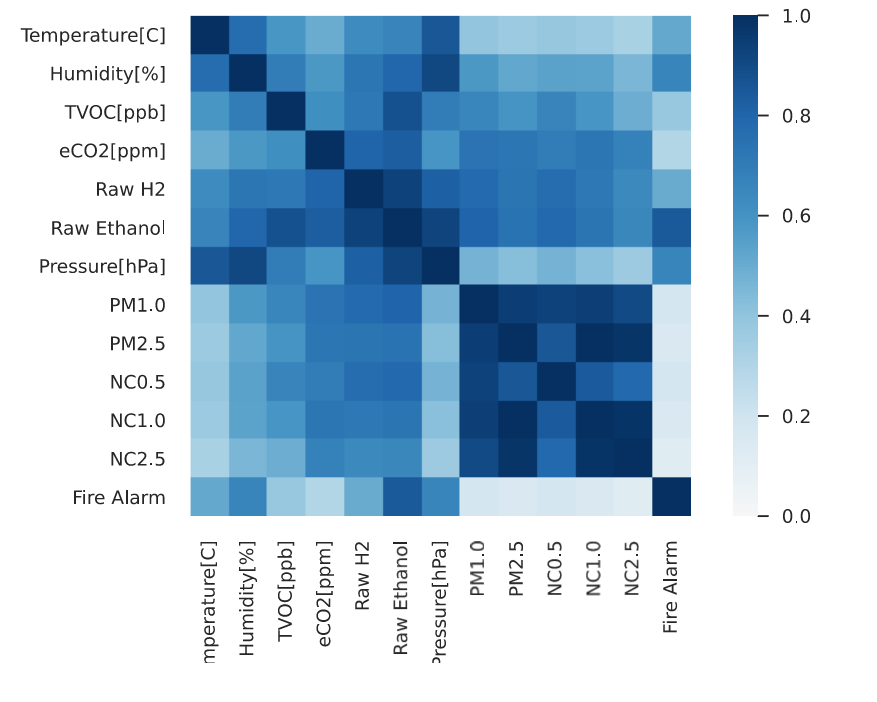 Temperature[C]
Humidity[%]
TVOC[ppb]
eCO2[ppm]
Raw H2
Raw Ethanol
Pressure[hPa]
PM1.0
PM2.5
NC0.5
NC1.0
NC2.5
Fire Alarm
mperature[C]
Humidity[%]
TVOC[ppb]
eCO2[ppm]
Raw H2
Raw Ethanol
Pressure[hPa]
PM1.0
PM2.5
NC0.5
NC1.0
NC2.5
Fire Alarm
1.0
0.8
0.6
0.4
0.2
0.0